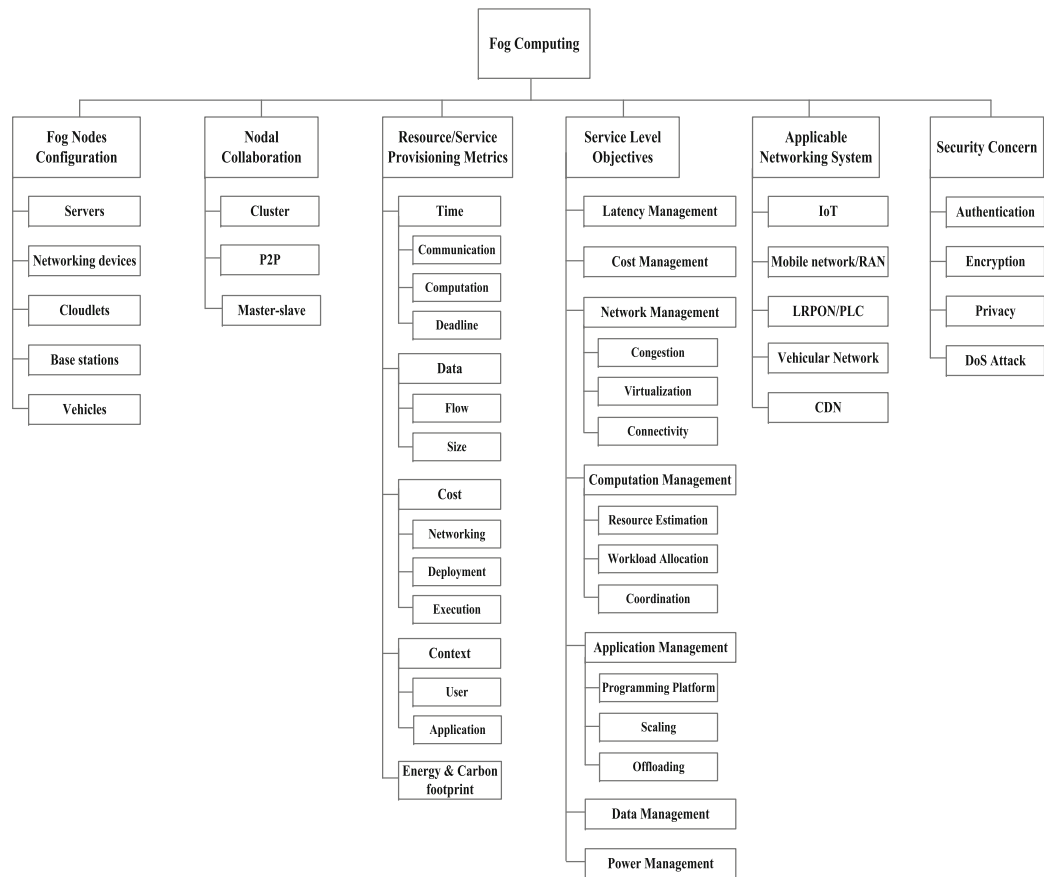 Fog Computing
Fog Nodes
Configuration
Servers
Networking devices
Cloudlets
Base stations
Vehicles
Nodal
Collaboration
Cluster
P2P
Master-slave
Resource/Service
Provisioning Metrics
Time
Communication
Computation
Deadline
Data
Flow
Size
Cost
Networking
Deployment
Execution
Context
User
Application
Energy & Carbon
footprint
Service Level
Objectives
Latency Management
Cost Management
Network Management
Congestion
Virtualization
Connectivity
Computation Management
Resource Estimation
Workload Allocation
Coordination
Application Management
Programming Platform
Scaling
Offloading
Data Management
Power Management
Applicable
Networking System
IoT
Mobile network/RAN
LRPON/PLC
Vehicular Network
CDN
Security Concern
Authentication
Encryption
Privacy
DoS Attack